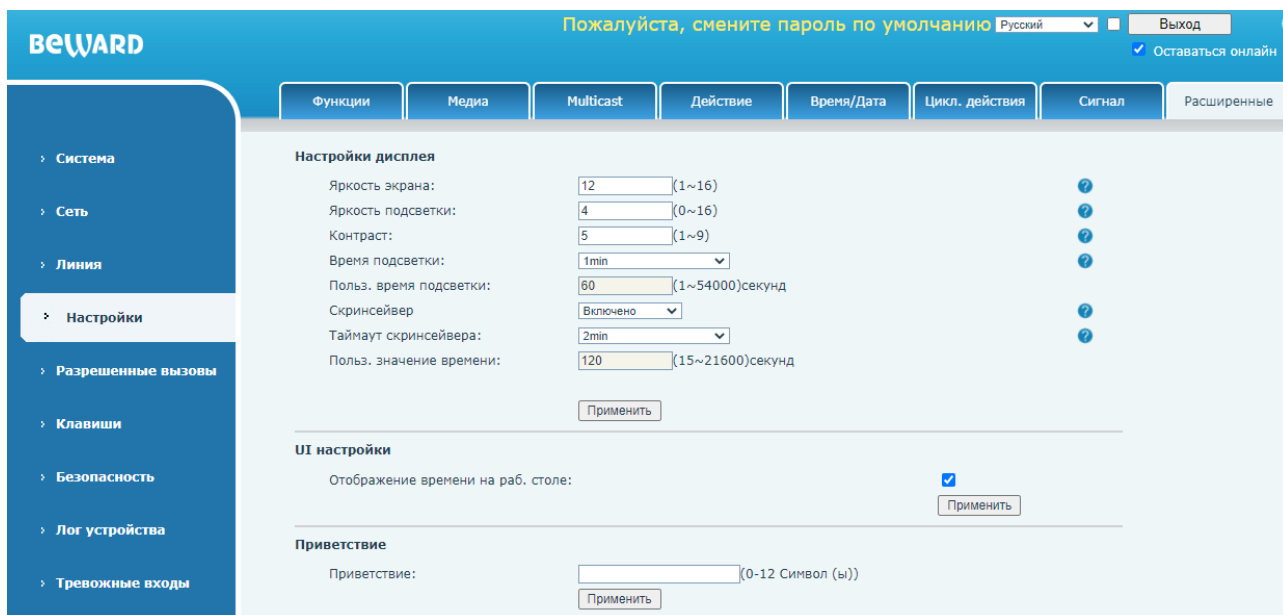 Пожалуйста, смените пароль по умолчанию Русский Выход
BEWARD
Оставаться онлайн
Функции Медиа Multicast Действие Время/Дата Цикл. действия Сигнал Расширенные
Настройки дисплея
› Система
Яркость экрана: 12 (1~16) ?
Яркость подсветки: 4 (0~16) ?
› Сеть
Контраст: 5 (1~9) ?
Время подсветки: 1min ?
› Линия
Польз. время подсветки: 60 (1~54000)секунд
Скринсейвер Включено ?
› Настройки
Таймаут скринсейвера: 2min ?
Польз. значение времени: 120 (15~21600)секунд
› Разрешенные вызовы
Применить
› Клавиши
UI настройки
› Безопасность
Отображение времени на раб. столе:
Применить
› Лог устройства
Приветствие
› Тревожные входы
Приветствие: (0-12 Символ (ы))
Применить